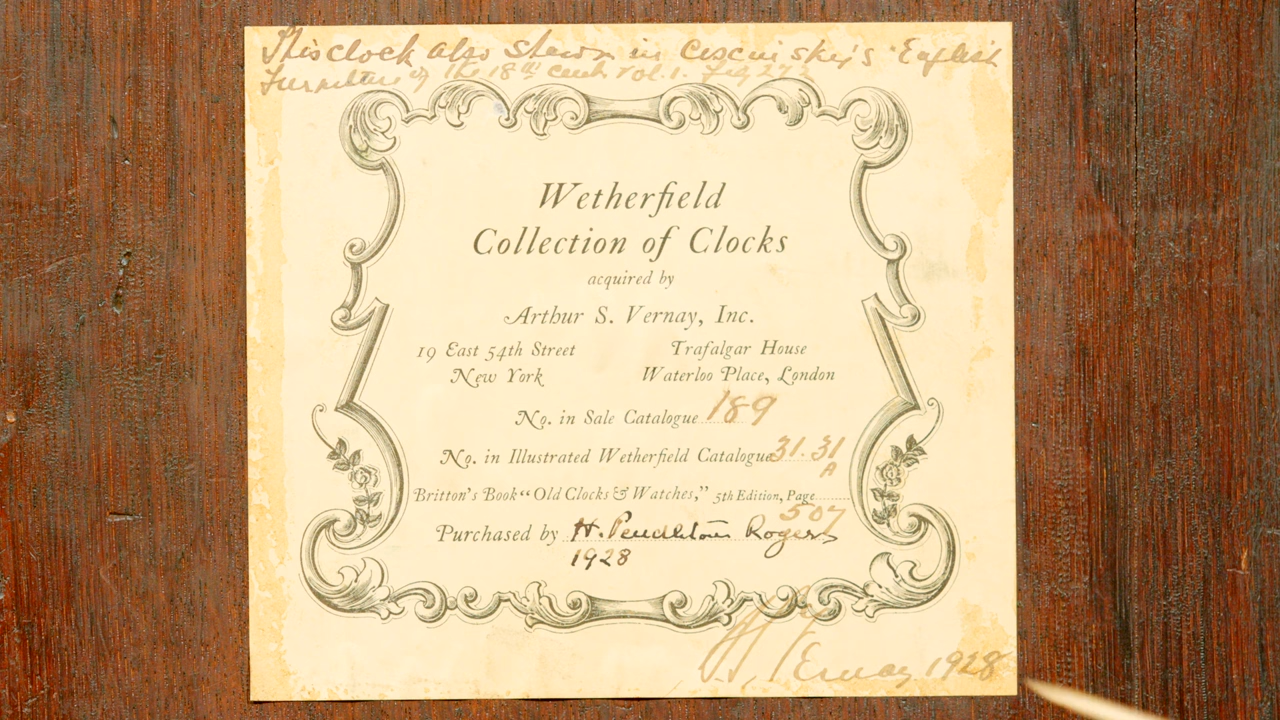 This clock also shown in Cescinsky's "English
Furniture of the 18th Cent. Vol. 1. Fig
Wetherfield
Collection of Clocks
acquired by
Arthur S. Vernay, Inc.
19 East 54th Street
Trafalgar House
New York
Waterloo Place, London
No. in Sale Catalogue 189
No. in Illustrated Wetherfield Catalogue 31. 31
A
Britton's Book "Old Clocks & Watches," 5th Edition, Page
507
Purchased by H. Pendleton Rogers
1928
Vernay 1928